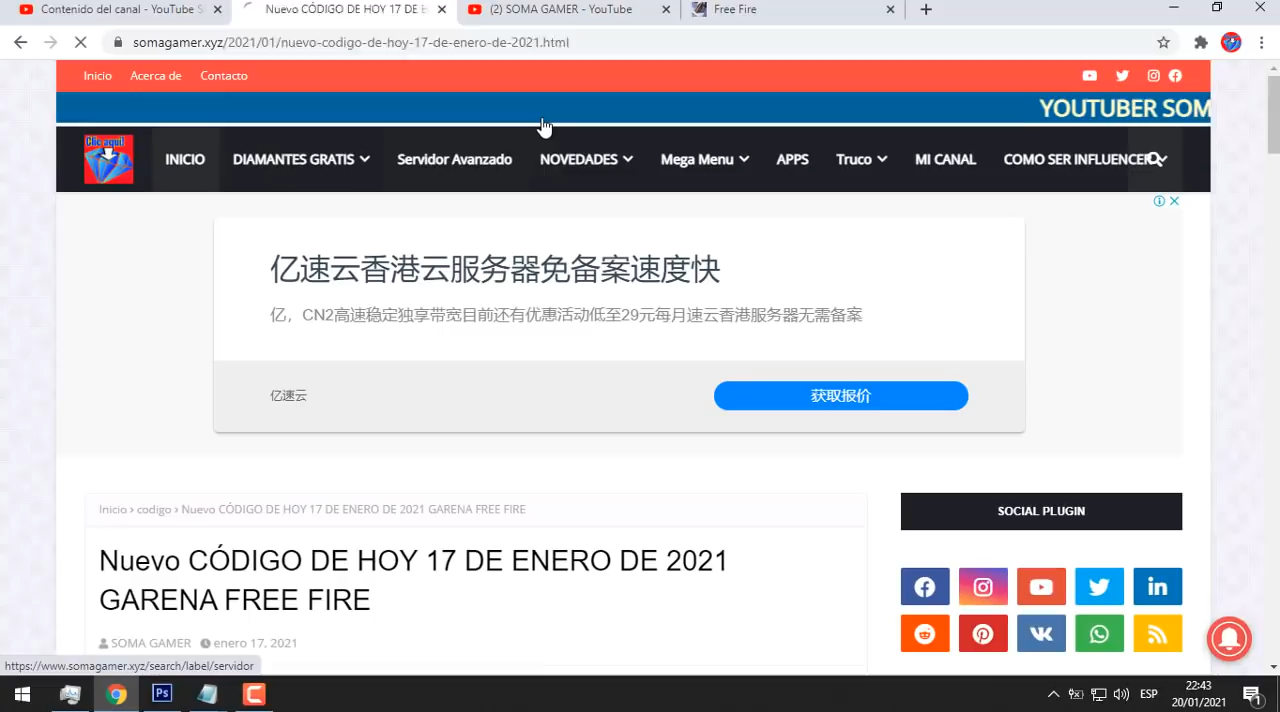 Contenido del canal - YouTube S
Nuevo CÓDIGO DE HOY 17 DE E
(2) SOMA GAMER - YouTube
Free Fire
somagamer.xyz/2021/01/nuevo-codigo-de-hoy-17-de-enero-de-2021.html
Inicio Acerca de Contacto
YOUTUBER SOM
Clic aqui!
INICIO DIAMANTES GRATIS Servidor Avanzado NOVEDADES Mega Menu APPS Truco MI CANAL COMO SER INFLUENCER
亿速云香港云服务器免备案速度快
亿，CN2高速稳定独享带宽目前还有优惠活动低至29元每月速云香港服务器无需备案
亿速云
获取报价
Inicio › codigo › Nuevo CÓDIGO DE HOY 17 DE ENERO DE 2021 GARENA FREE FIRE
SOCIAL PLUGIN
Nuevo CÓDIGO DE HOY 17 DE ENERO DE 2021
GARENA FREE FIRE
SOMA GAMER enero 17, 2021
https://www.somagamer.xyz/search/label/servidor
Ps
ESP
22:43
20/01/2021
1